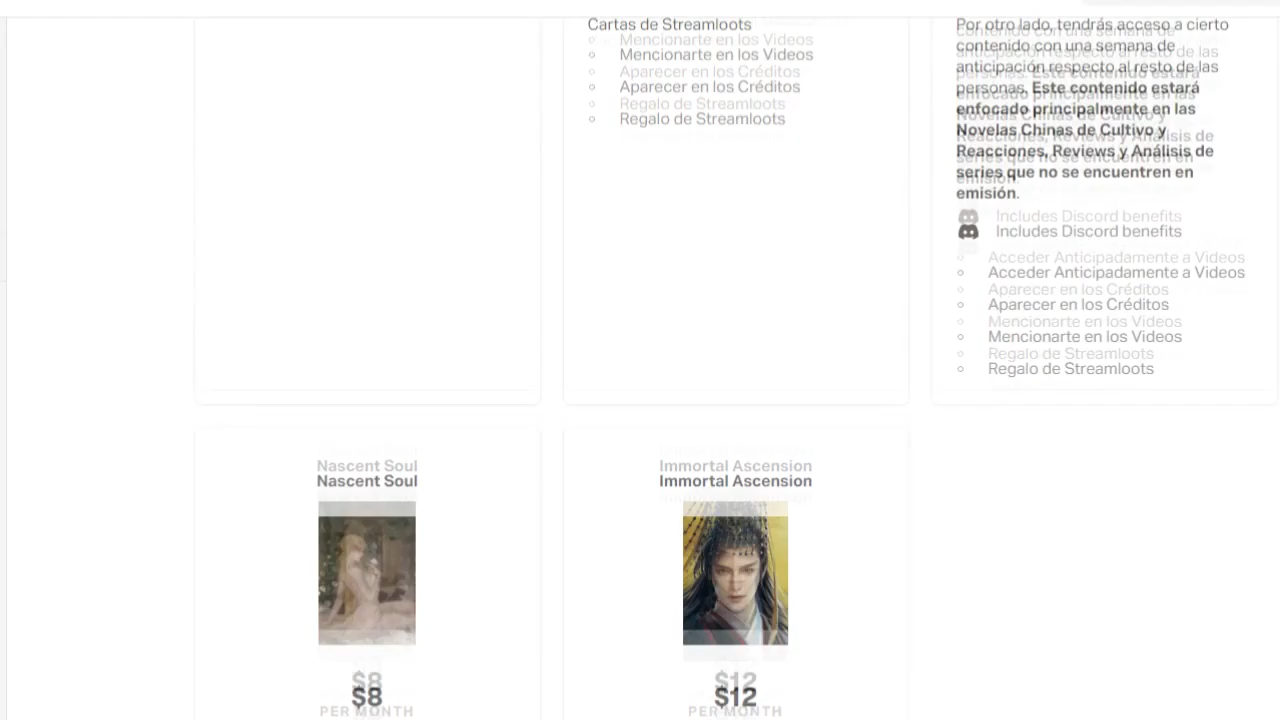 Cartas de Streamloots
Mencionarte en los Videos
Aparecer en los Créditos
Regalo de Streamloots
Por otro lado, tendrás acceso a cierto
contenido con una semana de
anticipación respecto al resto de las
personas. Este contenido estará
enfocado principalmente en las
Novelas Chinas de Cultivo y
Reacciones, Reviews y Análisis de
series que no se encuentren en
emisión.
Includes Discord benefits
Acceder Anticipadamente a Videos
Aparecer en los Créditos
Mencionarte en los Videos
Regalo de Streamloots
Nascent Soul
$8
PER MONTH
Immortal Ascension
$12
PER MONTH